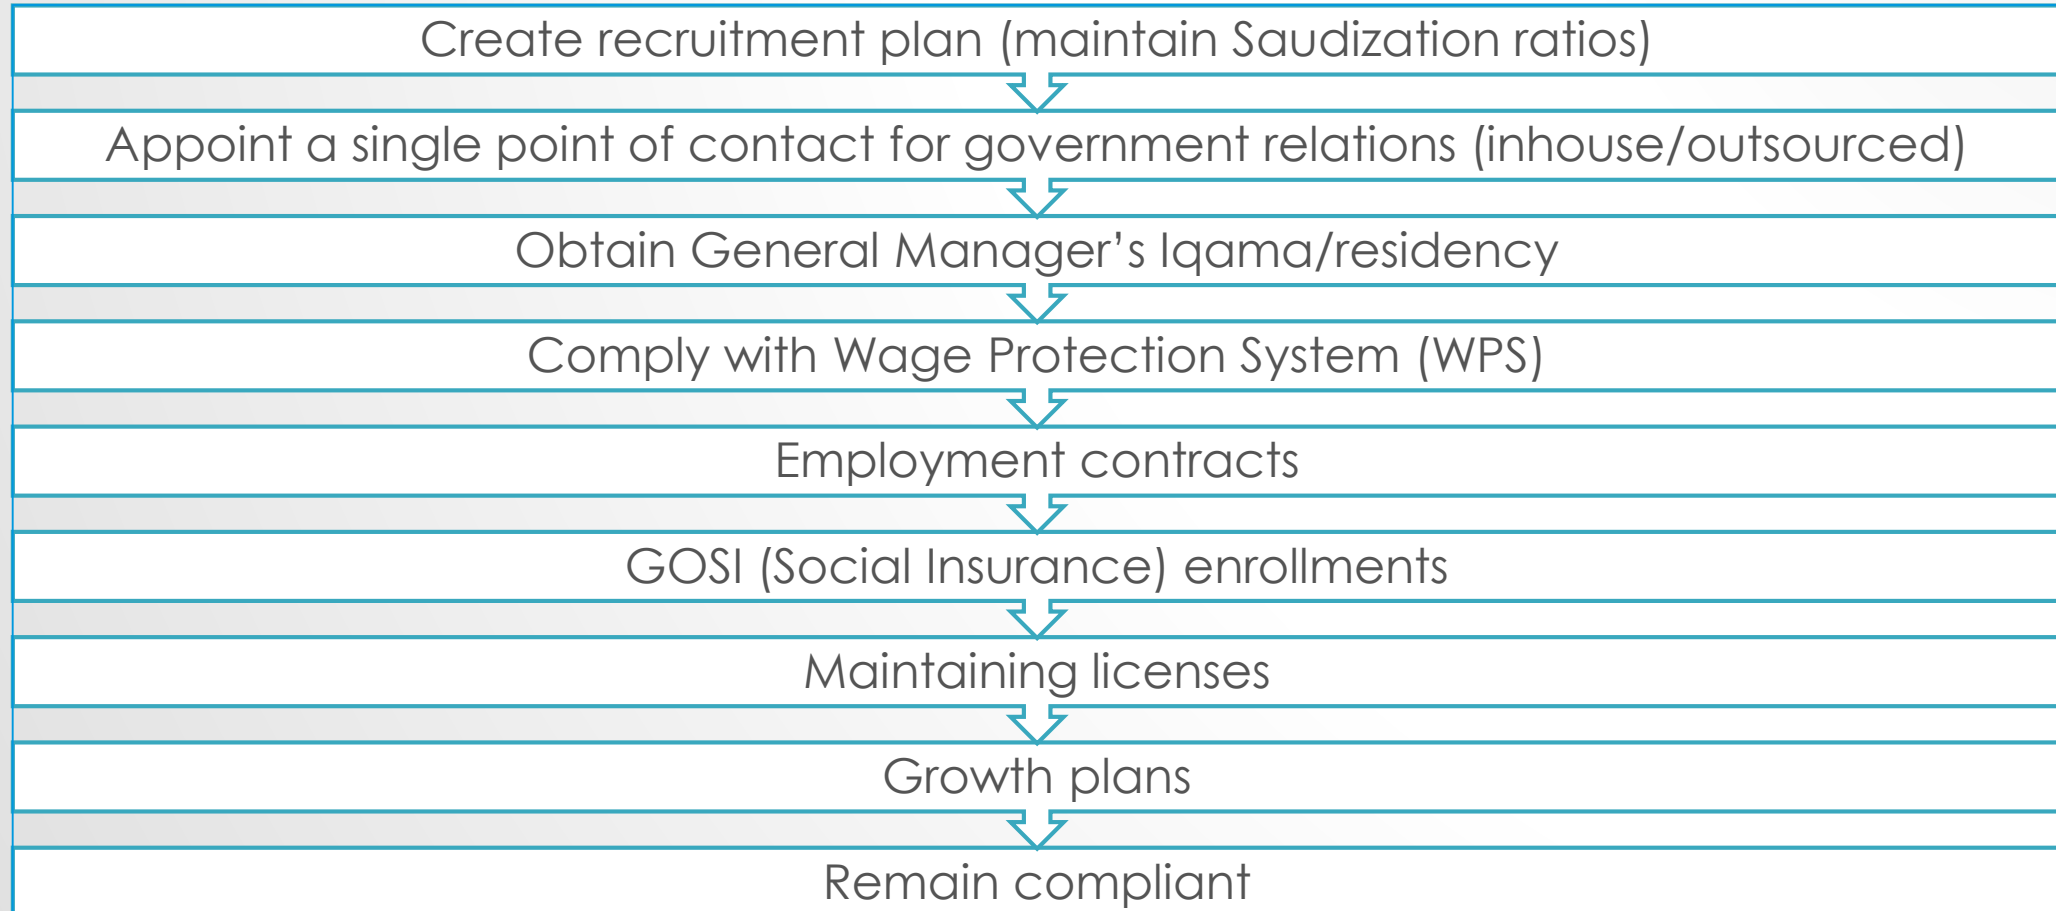 Create recruitment plan (maintain Saudization ratios)
Appoint a single point of contact for government relations (inhouse/outsourced)
Obtain General Manager’s Iqama/residency
Comply with Wage Protection System (WPS)
Employment contracts
GOSI (Social Insurance) enrollments
Maintaining licenses
Growth plans
Remain compliant